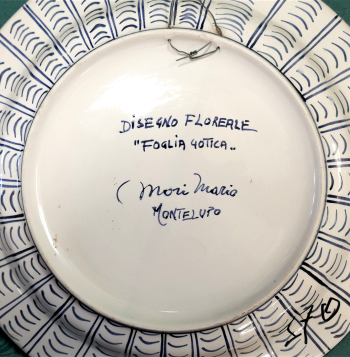 DISEGNO FLOREALE
"FOGLIA GOTICA„
Mori Mario
MONTELUPO